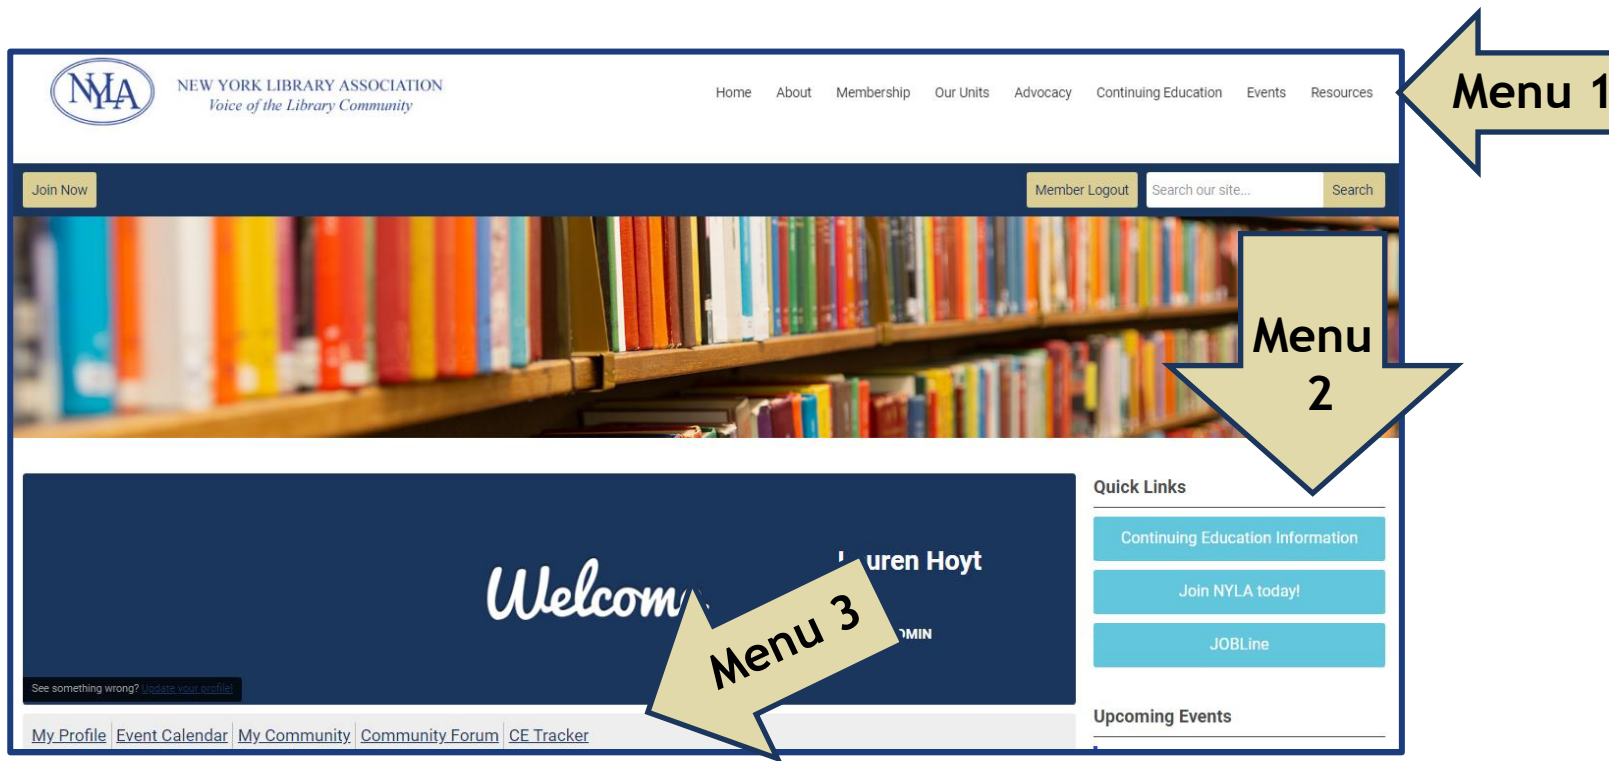 NYLA
NEW YORK LIBRARY ASSOCIATION
Voice of the Library Community
Home About Membership Our Units Advocacy Continuing Education Events Resources
Menu 1
Join Now
Member Logout Search our site... Search
Menu
2
Quick Links
Continuing Education Information
Join NYLA today!
JOBLine
Welcom
uren Hoyt
Menu 3
See something wrong? Update your profile!
My Profile Event Calendar My Community Community Forum CE Tracker
Upcoming Events